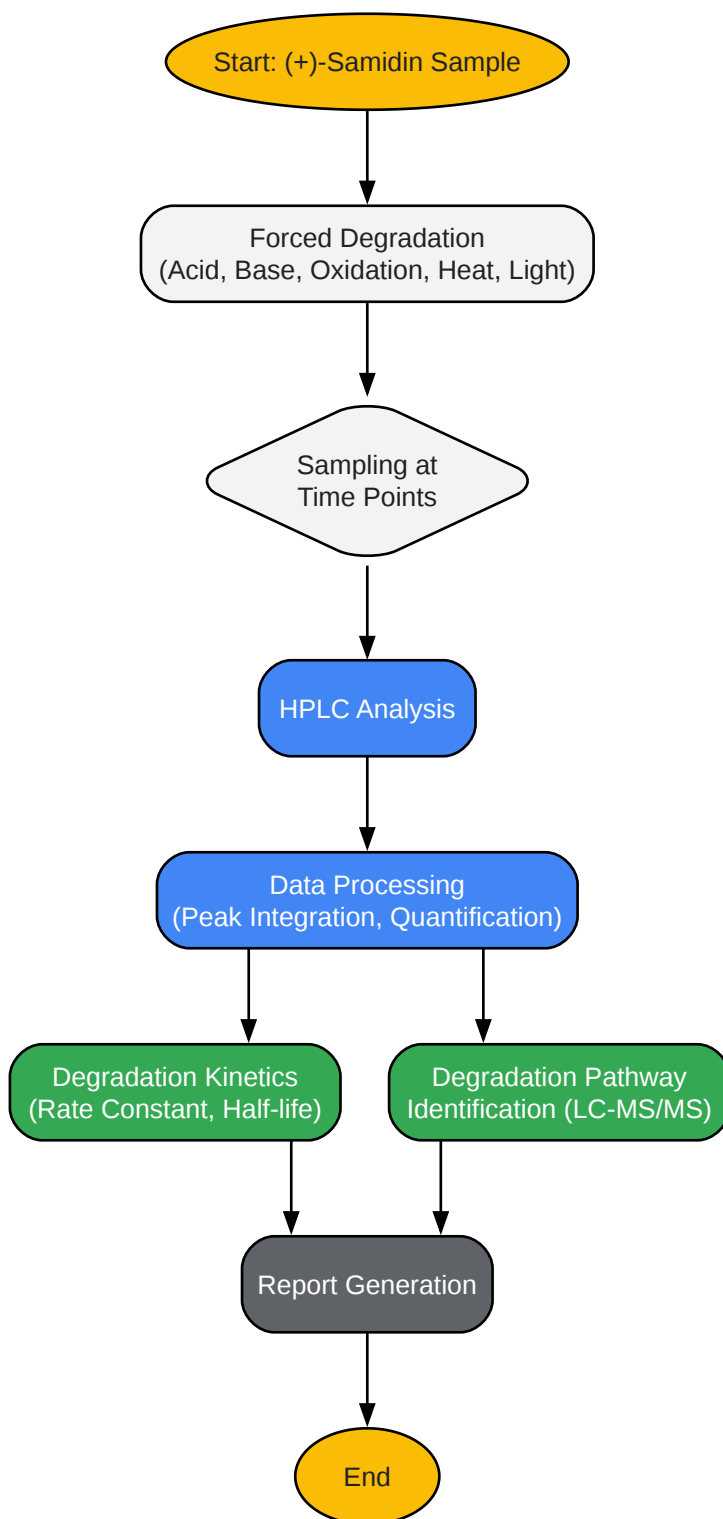 Start: (+)-Samidin Sample
Forced Degradation
(Acid, Base, Oxidation, Heat, Light)
Sampling at
Time Points
HPLC Analysis
Data Processing
(Peak Integration, Quantification)
Degradation Kinetics
(Rate Constant, Half-life)
Degradation Pathway
Identification (LC-MS/MS)
Report Generation
End